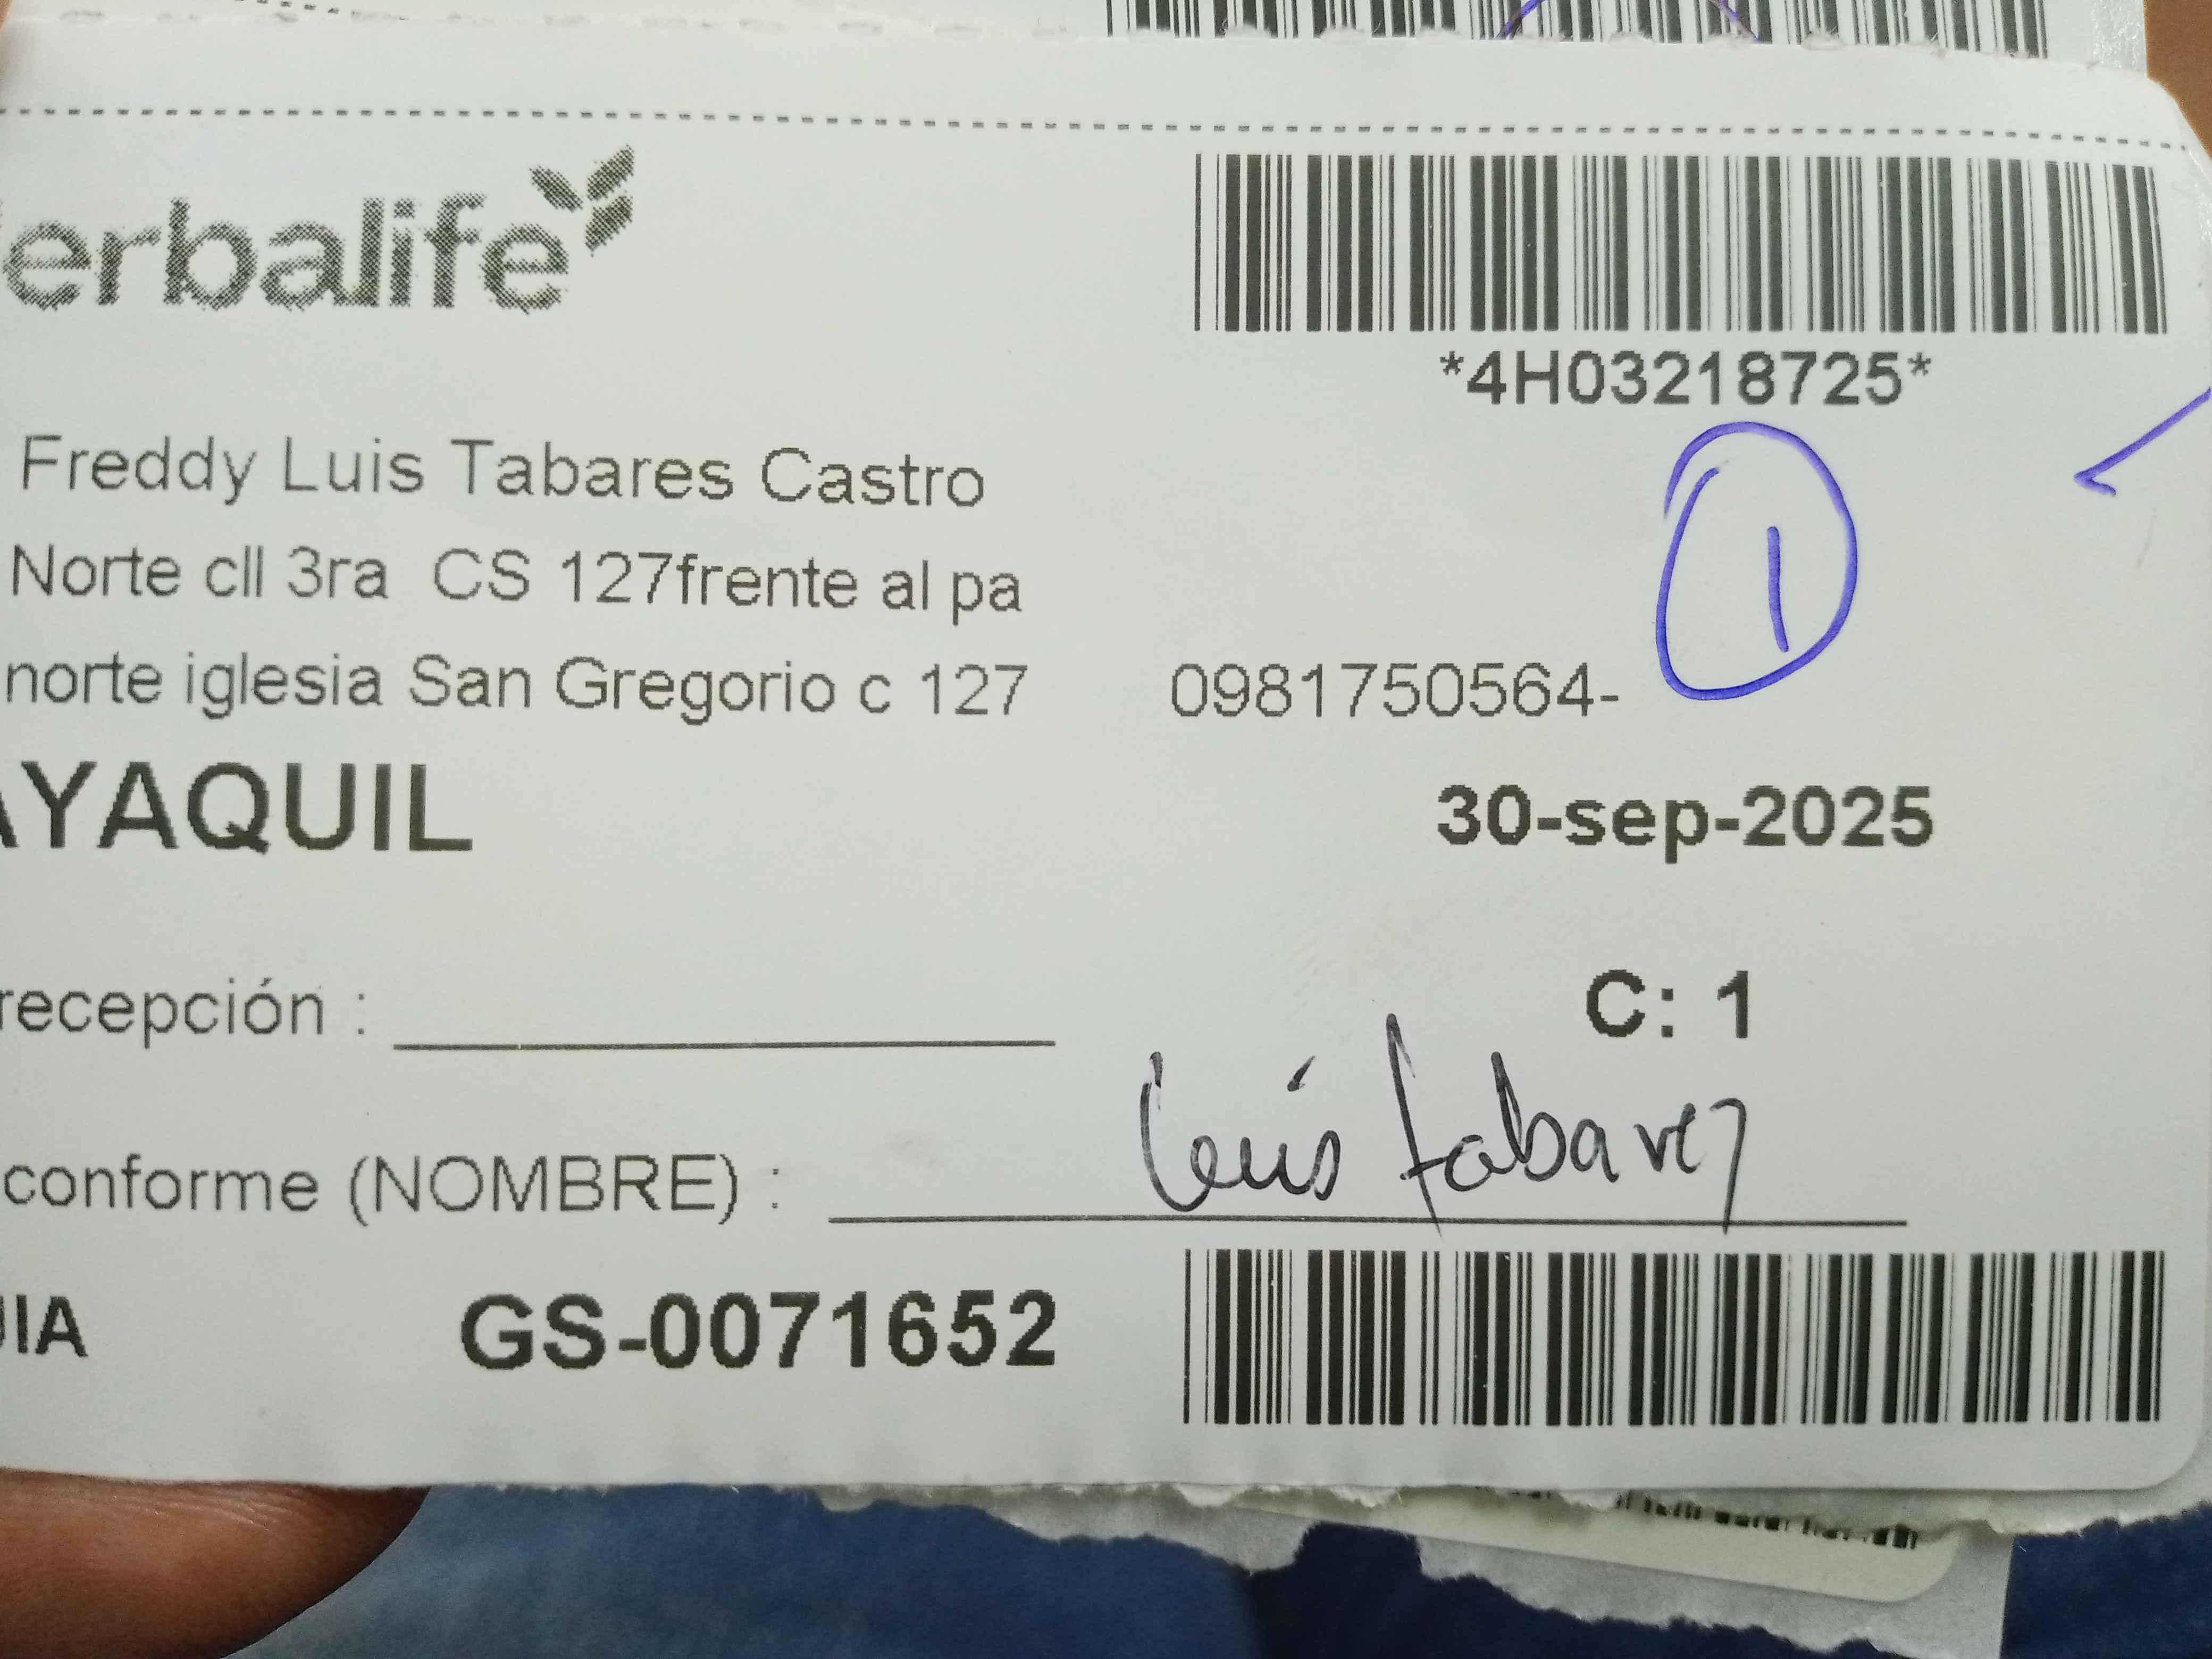 erbalife
*4H03218725*
Freddy Luis Tabares Castro
1
Norte cll 3ra CS 127frente al pa
norte iglesia San Gregorio c 127 0981750564-
AYAQUIL 30-sep-2025
recepción : C: 1
conforme (NOMBRE) : Luis Tabarez
UIA GS-0071652